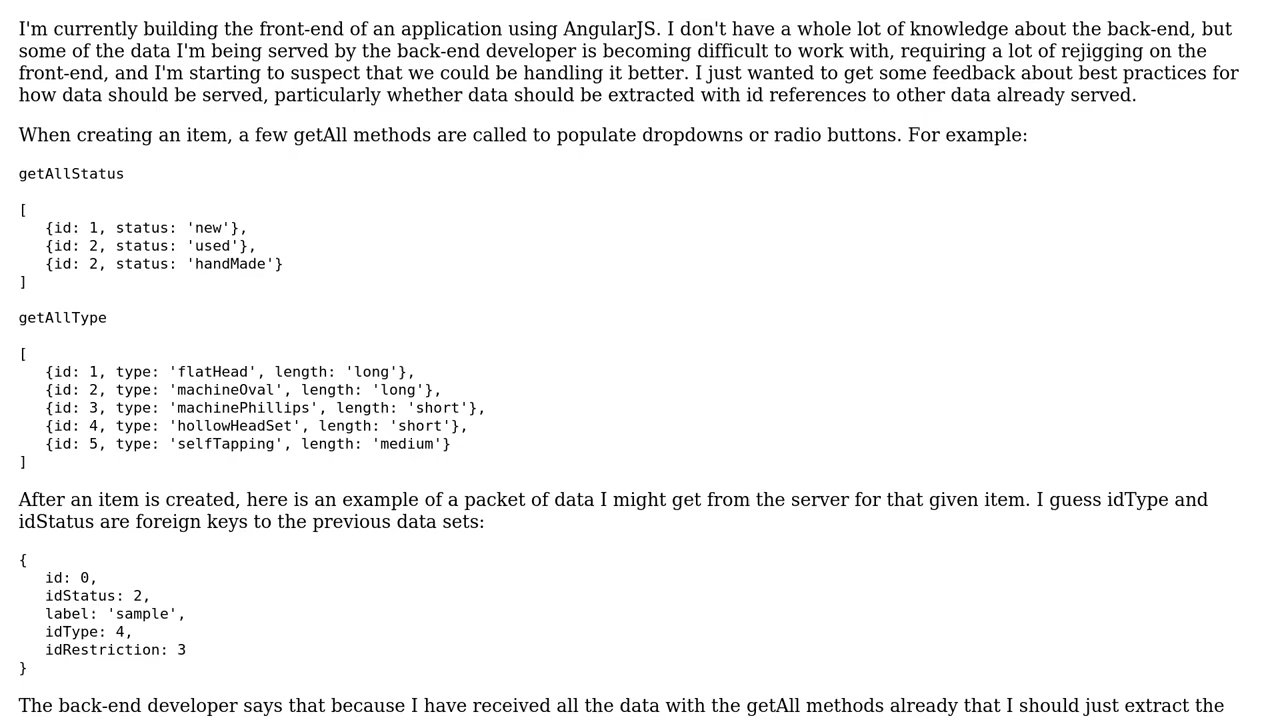 I'm currently building the front-end of an application using AngularJS. I don't have a whole lot of knowledge about the back-end, but
some of the data I'm being served by the back-end developer is becoming difficult to work with, requiring a lot of rejigging on the
front-end, and I'm starting to suspect that we could be handling it better. I just wanted to get some feedback about best practices for
how data should be served, particularly whether data should be extracted with id references to other data already served.
When creating an item, a few getAll methods are called to populate dropdowns or radio buttons. For example:
getAllStatus
[
   {id: 1, status: 'new'},
   {id: 2, status: 'used'},
   {id: 2, status: 'handMade'}
]
getAllType
[
   {id: 1, type: 'flatHead', length: 'long'},
   {id: 2, type: 'machineOval', length: 'long'},
   {id: 3, type: 'machinePhillips', length: 'short'},
   {id: 4, type: 'hollowHeadSet', length: 'short'},
   {id: 5, type: 'selfTapping', length: 'medium'}
]
After an item is created, here is an example of a packet of data I might get from the server for that given item. I guess idType and
idStatus are foreign keys to the previous data sets:
{
   id: 0,
   idStatus: 2,
   label: 'sample',
   idType: 4,
   idRestriction: 3
}
The back-end developer says that because I have received all the data with the getAll methods already that I should just extract the